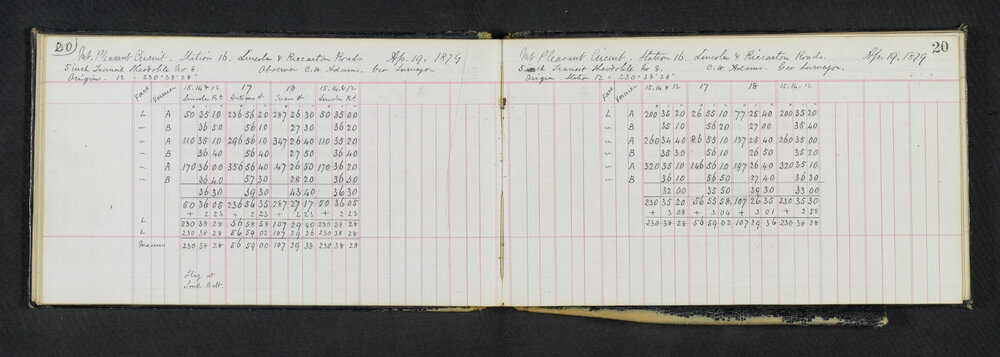 20
Mt. Pleasant Circuit. Station 16. Lincoln & Riccarton Roads. Ap. 19. 1879
5 inch Transit Theodolite No 8. Observer C. W. Adams. Geo Surveyor
Origin. 12 = 230° 38' 28"
Face Vernier 15.14 & 12 17 18 15.14.12
Lincoln Rd
L A 50 35 10 236 56 20 287 26 30 50 35 00
" B 36 50 56 10 27 30 36 20
" A 110 35 10 296 56 10 347 26 40 110 35 20
" B 36 40 56 40 27 50 36 40
" A 170 36 00 356 56 40 47 26 50 170 36 20
" B 36 40 57 30 28 20 36 50
36 30 39 30 43 40 36 30
50 36 05 236 56 35 287 27 17 50 36 05
+ 2 23 + 2 23 + 2 23 + 2 23
L 230 38 28 56 58 58 107 29 40 230 38 28
L 230 38 28 56 59 02 107 29 36 230 38 28
Means 230 38 28 56 59 00 107 29 38 230 38 28
Flag at
South Belt.
20
Mt Pleasant Circuit. Station 16. Lincoln & Riccarton Roads. Ap. 19. 1879
5 inch Transit Theodolite No 8. C. W. Adams. Geo Surveyor.
Origin Station 12 = 230° 38' 28"
Face Vernier 15.14 & 12 17 18 15.14.12
L A 200 35 20 26 55 10 77 25 40 200 35 20
" B 35 10 56 20 27 00 35 40
" A 260 34 40 86 55 10 137 25 40 260 35 00
" B 35 30 56 10 26 50 35 20
" A 320 35 10 146 56 10 197 26 40 320 35 10
" B 36 10 56 50 27 40 36 30
32 00 35 50 39 30 33 00
230 35 20 56 55 58 107 26 35 230 35 30
+ 3 08 + 3 04 + 3 01 + 2 58
230 38 28 56 59 02 107 29 36 230 38 28